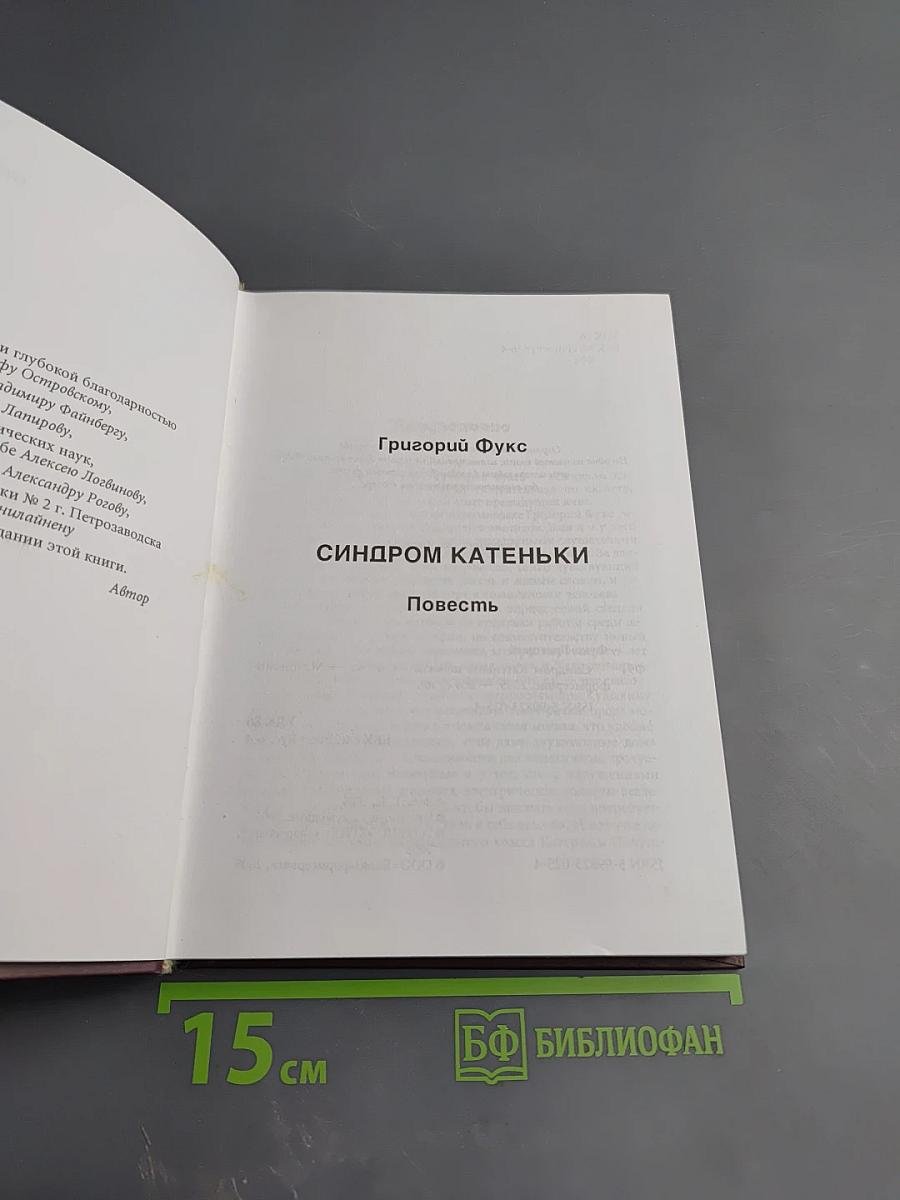 и глубокой благодарностью
фу Островскому,
адимиру Файнбергу,
Лапирову,
ических наук,
бе Алексею Логвинову,
Александру Рогову,
ки № 2 г. Петрозаводска
нилайнену
дании этой книги.
Автор
Григорий Фукс
СИНДРОМ КАТЕНЬКИ
Повесть
15 см
БФ БИБЛИОФАН